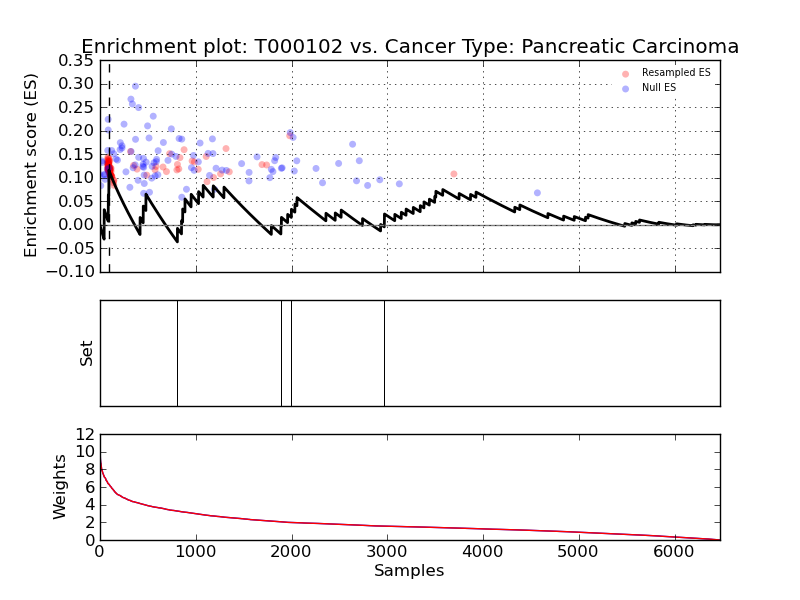 Enrichment plot: T000102 vs. Cancer Type: Pancreatic Carcinoma
Enrichment score (ES)
0.35
0.30
0.25
0.20
0.15
0.10
0.05
0.00
−0.05
−0.10
Resampled ES
Null ES
Set
Weights
12
10
8
6
4
2
0
0 1000 2000 3000 4000 5000 6000
Samples